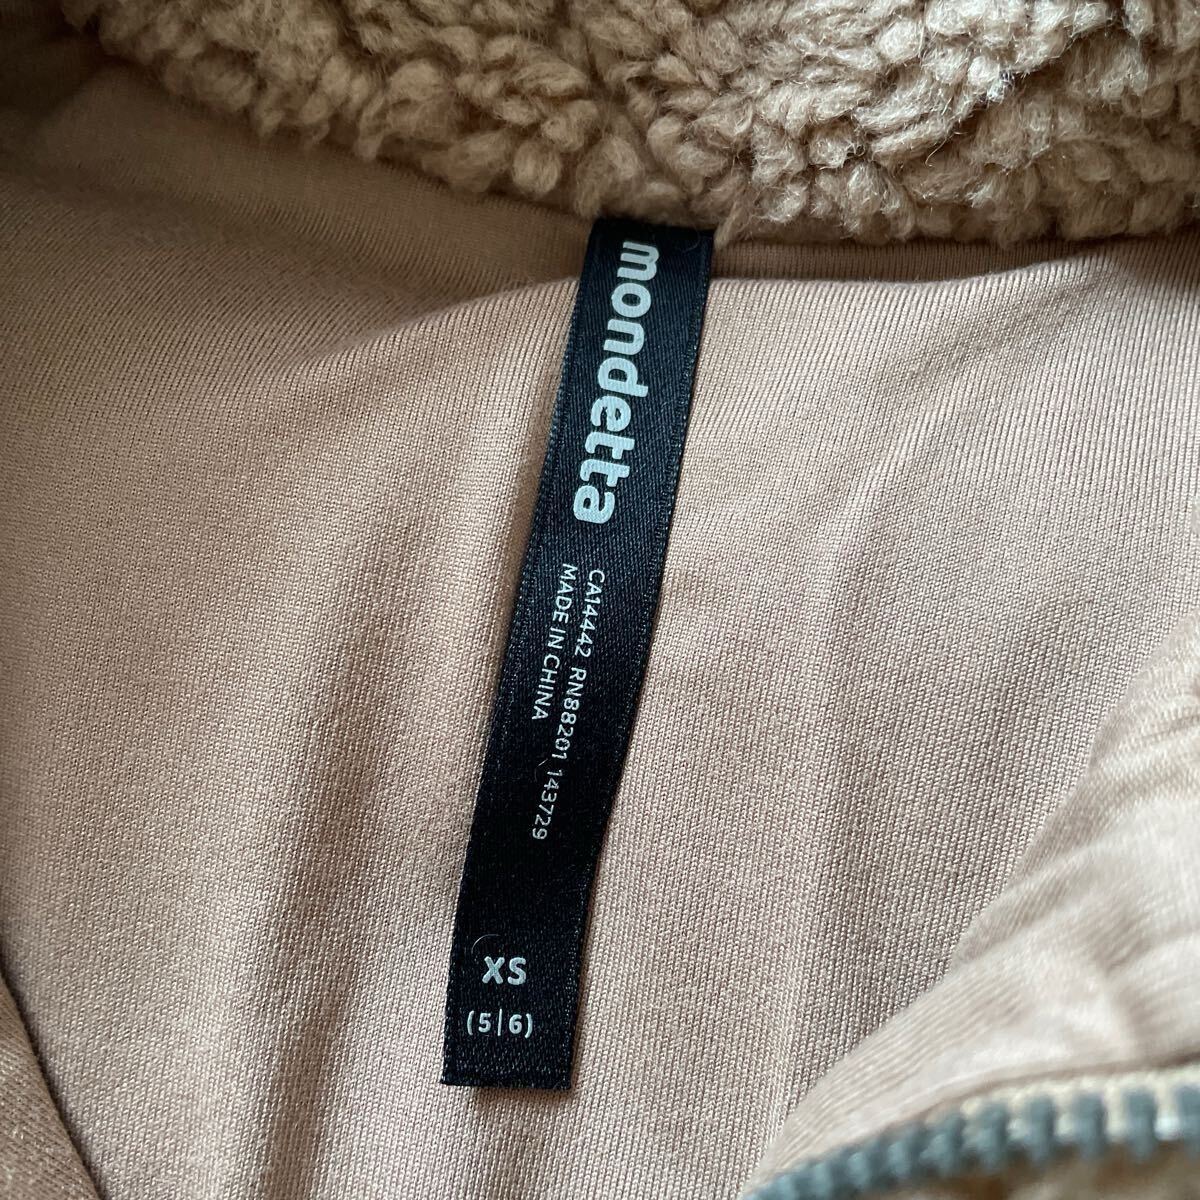 mondetta
CA14442 RN88201 143729
MADE IN CHINA
XS
(5|6)